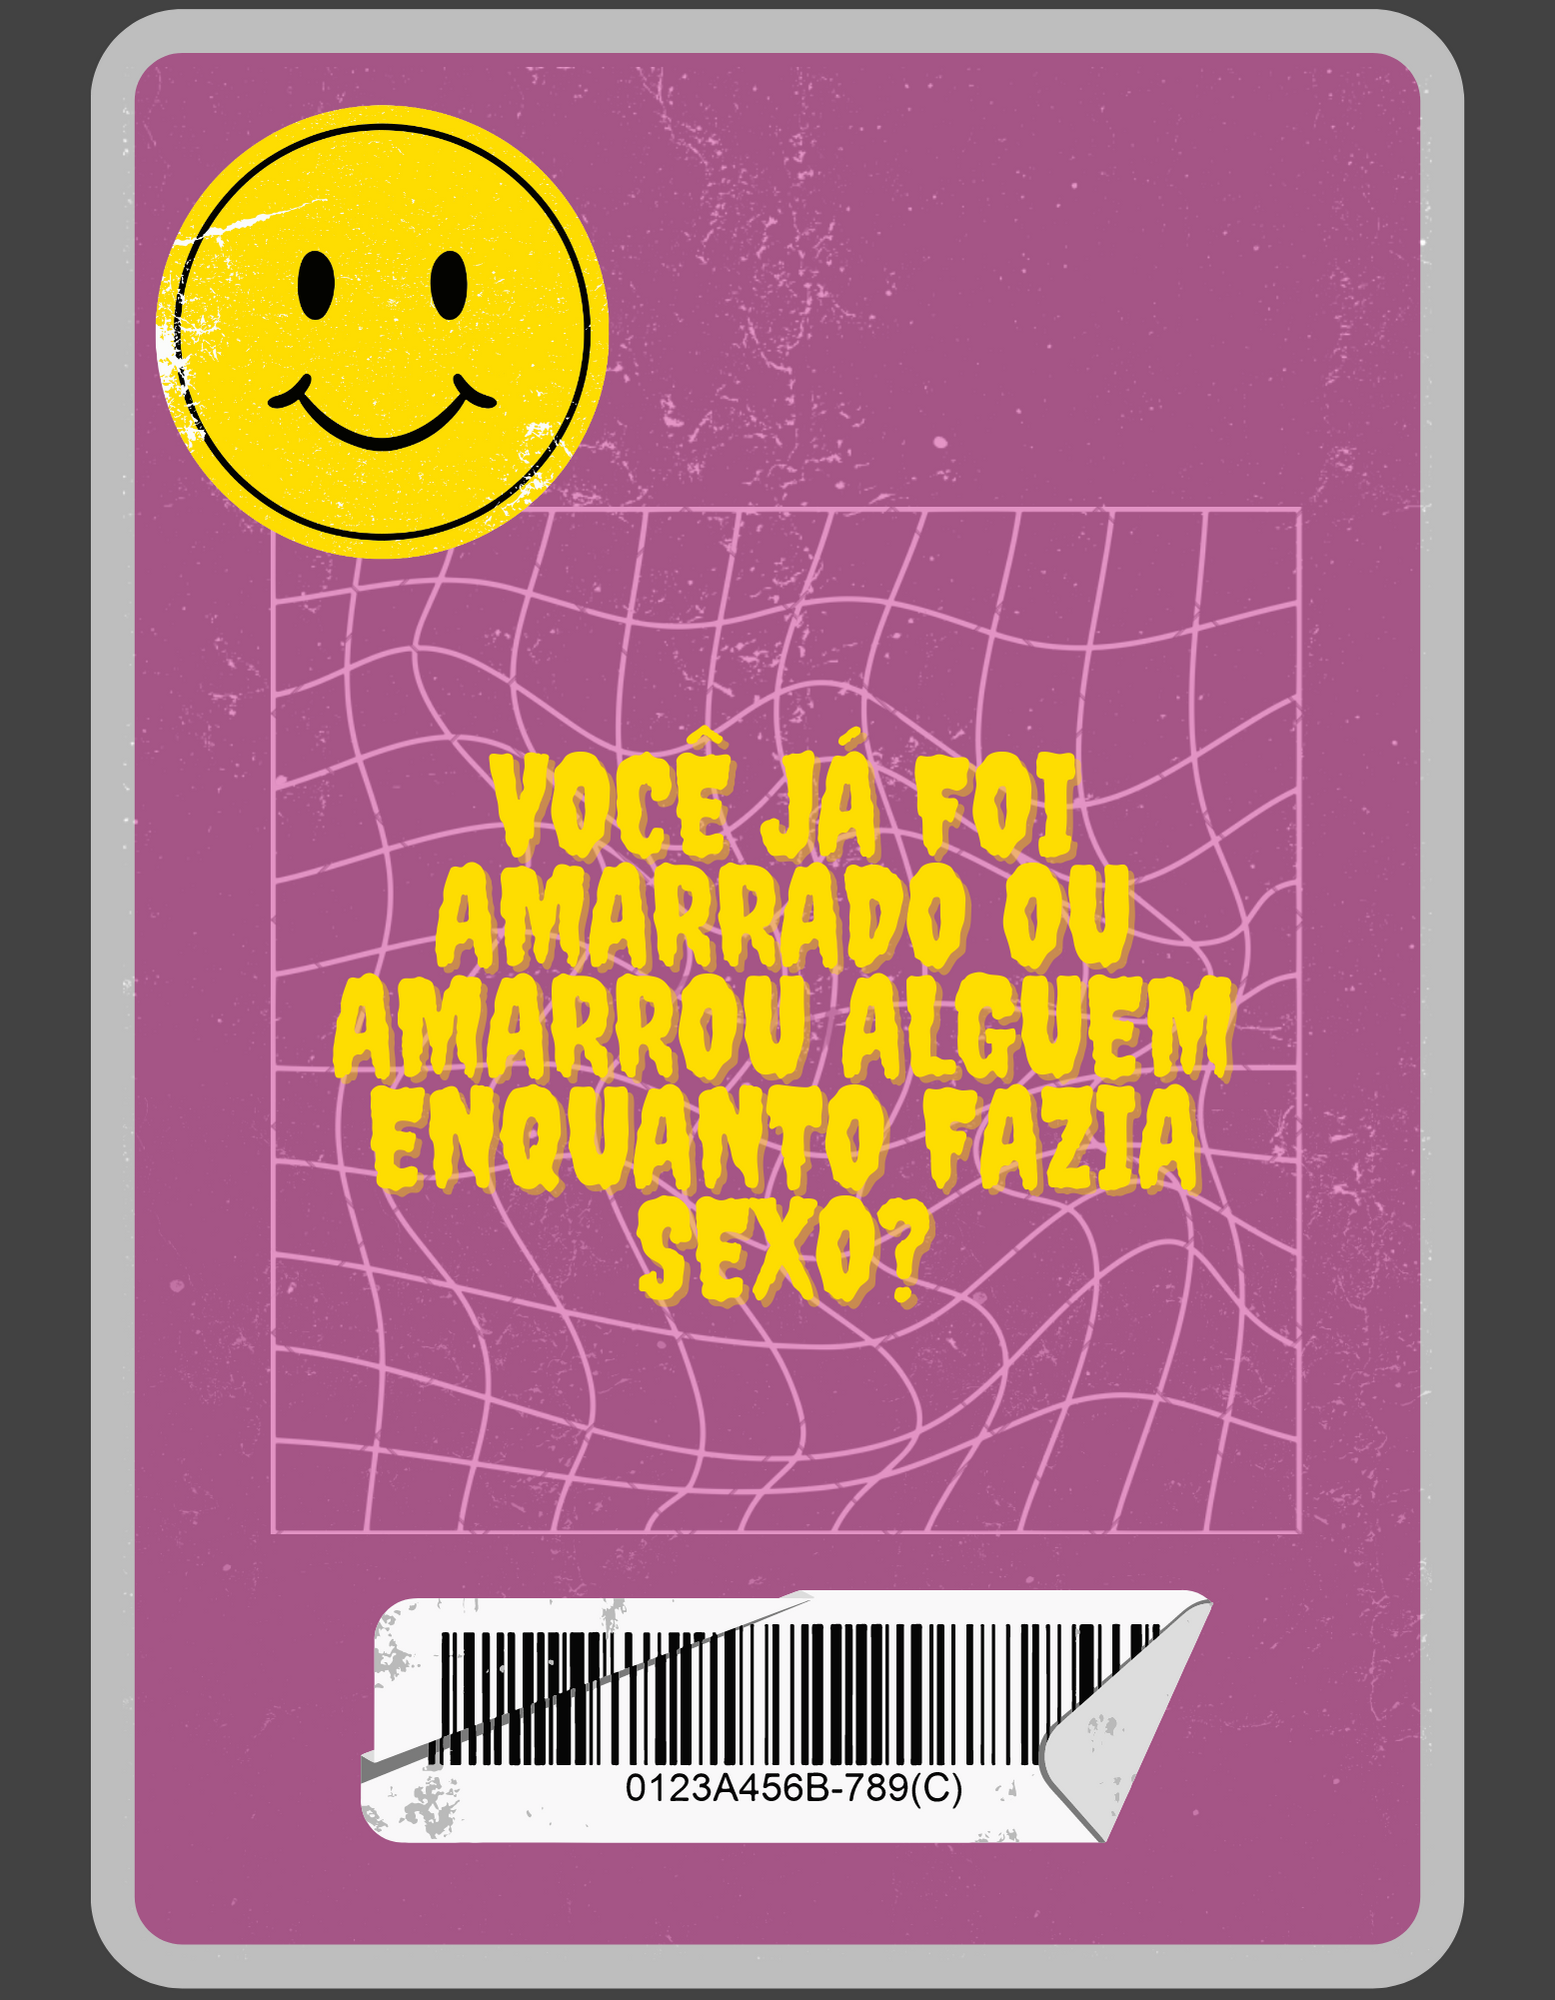 VOCÊ JÁ FOI
AMARRADO OU
AMARROU ALGUEM
ENQUANTO FAZIA
SEXO?
0123A456B-789(C)